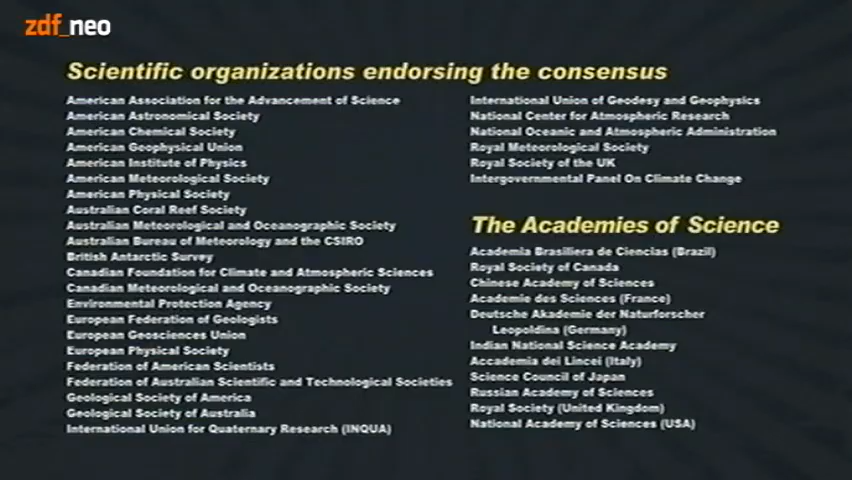 zdf_neo
Scientific organizations endorsing the consensus
American Association for the Advancement of Science
American Astronomical Society
American Chemical Society
American Geophysical Union
American Institute of Physics
American Meteorological Society
American Physical Society
Australian Coral Reef Society
Australian Meteorological and Oceanographic Society
Australian Bureau of Meteorology and the CSIRO
British Antarctic Survey
Canadian Foundation for Climate and Atmospheric Sciences
Canadian Meteorological and Oceanographic Society
Environmental Protection Agency
European Federation of Geologists
European Geosciences Union
European Physical Society
Federation of American Scientists
Federation of Australian Scientific and Technological Societies
Geological Society of America
Geological Society of Australia
International Union for Quaternary Research (INQUA)
International Union of Geodesy and Geophysics
National Center for Atmospheric Research
National Oceanic and Atmospheric Administration
Royal Meteorological Society
Royal Society of the UK
Intergovernmental Panel On Climate Change
The Academies of Science
Academia Brasiliera de Ciencias (Brazil)
Royal Society of Canada
Chinese Academy of Sciences
Academie des Sciences (France)
Deutsche Akademie der Naturforscher
Leopoldina (Germany)
Indian National Science Academy
Accademia dei Lincei (Italy)
Science Council of Japan
Russian Academy of Sciences
Royal Society (United Kingdom)
National Academy of Sciences (USA)